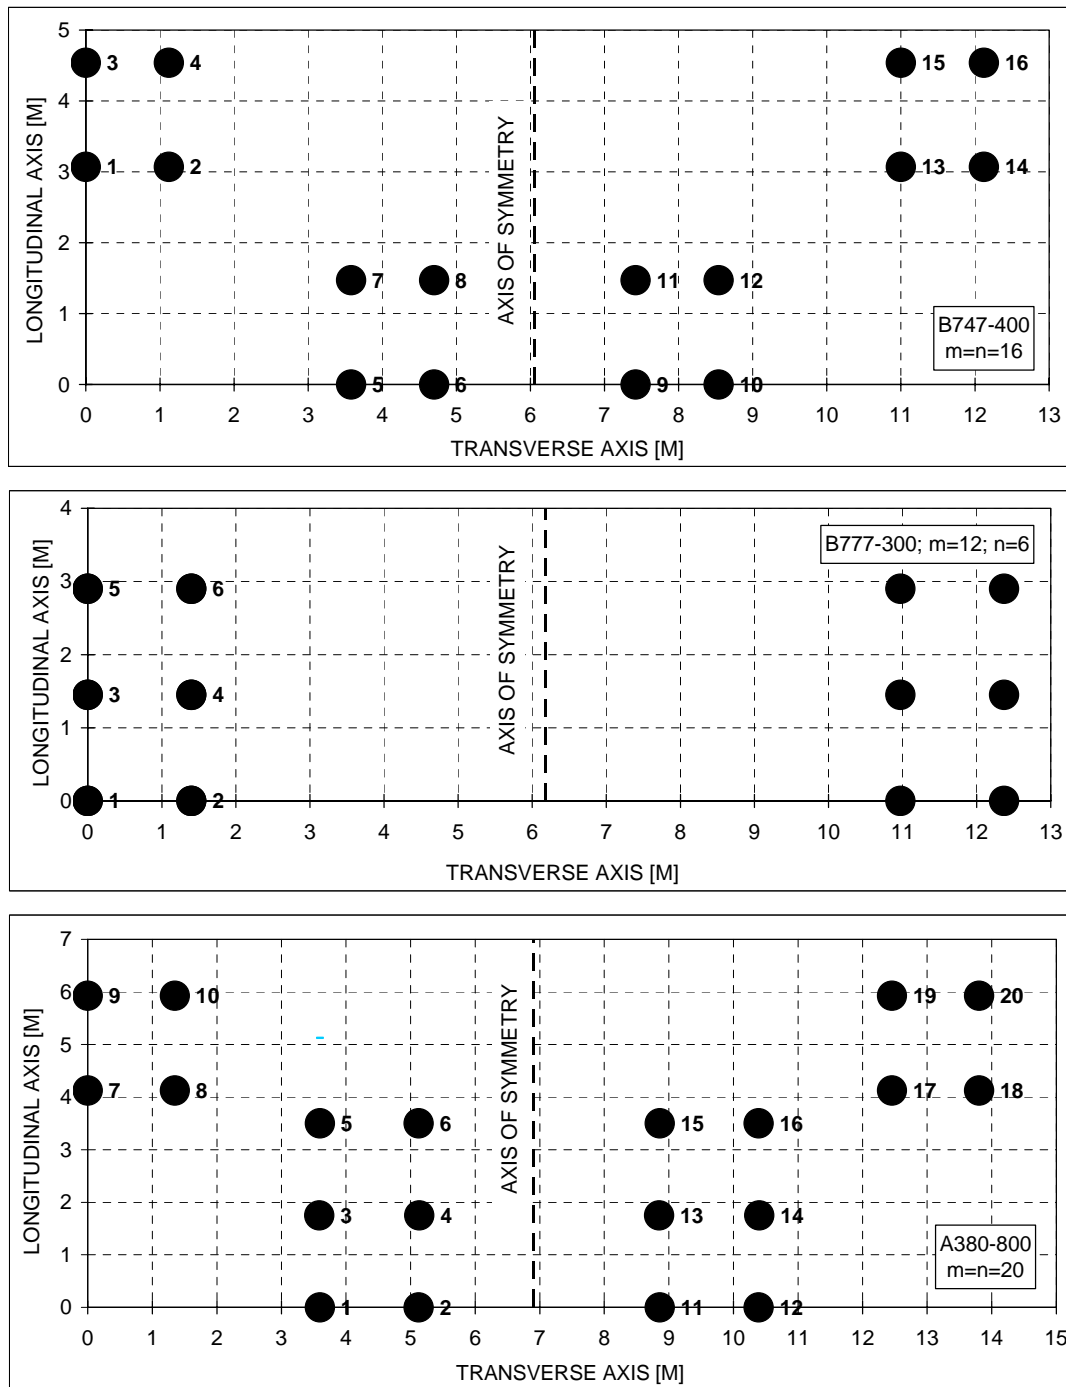 5
3 4 15 16
4
1 2 13 14
3
2
7 8 11 12
1
5 6 9 10
0
LONGITUDINAL AXIS [M]
AXIS OF SYMMETRY
B747-400
m=n=16
0 1 2 3 4 5 6 7 8 9 10 11 12 13
TRANSVERSE AXIS [M]
4
B777-300; m=12; n=6
3
5 6
2
3 4
1
0
1 2
LONGITUDINAL AXIS [M]
AXIS OF SYMMETRY
0 1 2 3 4 5 6 7 8 9 10 11 12 13
TRANSVERSE AXIS [M]
7
6
9 10 19 20
5
4
7 8 17 18
5 6 15 16
3
2
3 4 13 14
1
0
1 2 11 12
LONGITUDINAL AXIS [M]
AXIS OF SYMMETRY
A380-800
m=n=20
0 1 2 3 4 5 6 7 8 9 10 11 12 13 14 15
TRANSVERSE AXIS [M]